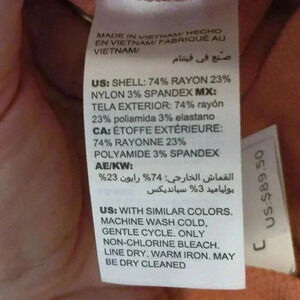 MADE IN VIETNAM/ HECHO
EN VIETNAM/ FABRIQUÉ AU
VIETNAM/
صنع في فيتنام
US: SHELL: 74% RAYON 23%
NYLON 3% SPANDEX MX:
TELA EXTERIOR: 74% rayón
23% poliamida 3% elastano
CA: ÉTOFFE EXTÉRIEURE:
74% RAYONNE 23%
POLYAMIDE 3% SPANDEX
AE/KW:
القماش الخارجي: 74% رايون 23%
بولياميد 3% سباندیکس
US: WITH SIMILAR COLORS.
MACHINE WASH COLD,
GENTLE CYCLE. ONLY
NON-CHLORINE BLEACH.
LINE DRY. WARM IRON. MAY
BE DRY CLEANED
L
US:$89.50